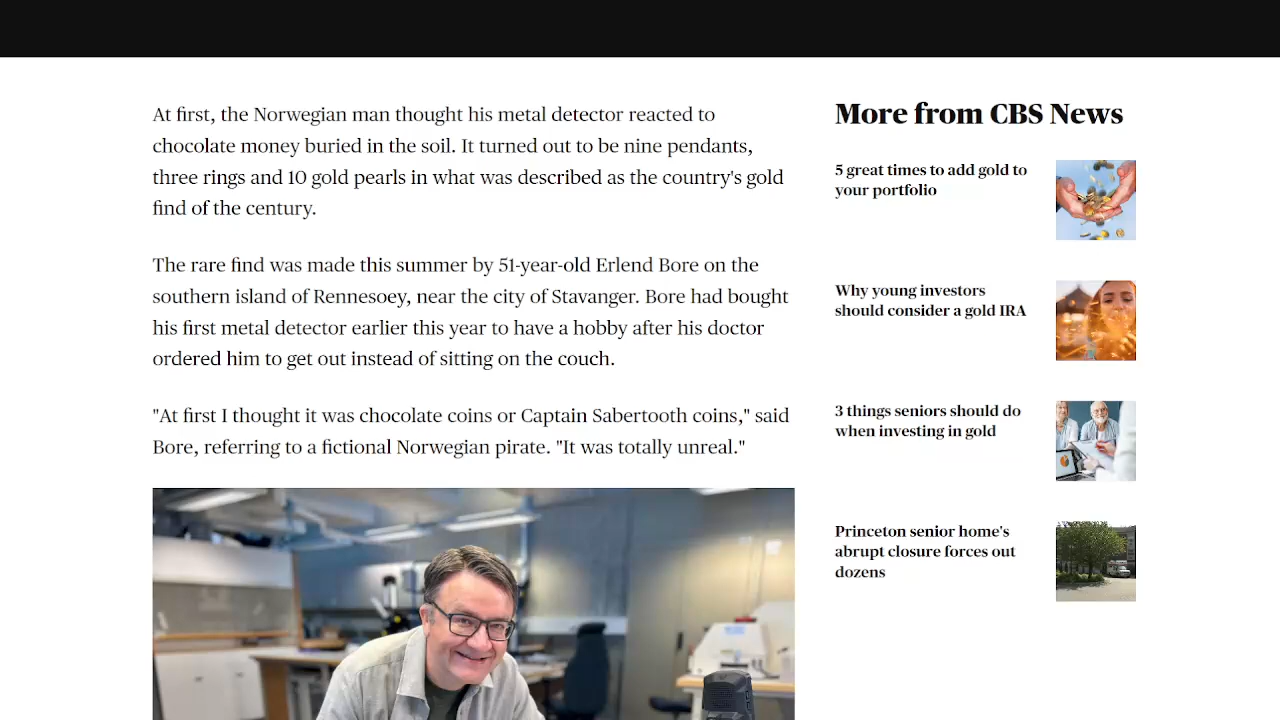 At first, the Norwegian man thought his metal detector reacted to
chocolate money buried in the soil. It turned out to be nine pendants,
three rings and 10 gold pearls in what was described as the country's gold
find of the century.
The rare find was made this summer by 51-year-old Erlend Bore on the
southern island of Rennesoey, near the city of Stavanger. Bore had bought
his first metal detector earlier this year to have a hobby after his doctor
ordered him to get out instead of sitting on the couch.
"At first I thought it was chocolate coins or Captain Sabertooth coins," said
Bore, referring to a fictional Norwegian pirate. "It was totally unreal."
More from CBS News
5 great times to add gold to
your portfolio
Why young investors
should consider a gold IRA
3 things seniors should do
when investing in gold
Princeton senior home's
abrupt closure forces out
dozens